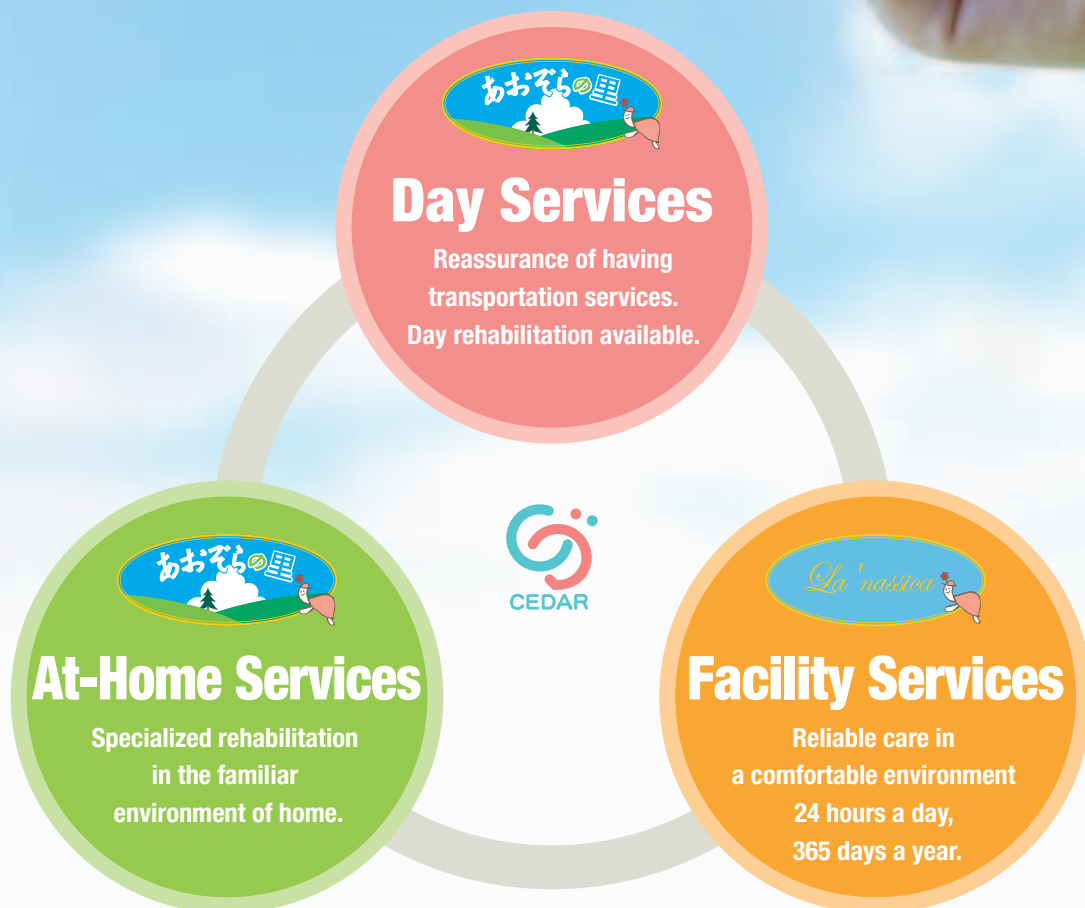 あおぞらの里
Day Services
Reassurance of having
transportation services.
Day rehabilitation available.
CEDAR
あおぞらの里
At-Home Services
Specialized rehabilitation
in the familiar
environment of home.
La'nassica
Facility Services
Reliable care in
a comfortable environment
24 hours a day,
365 days a year.